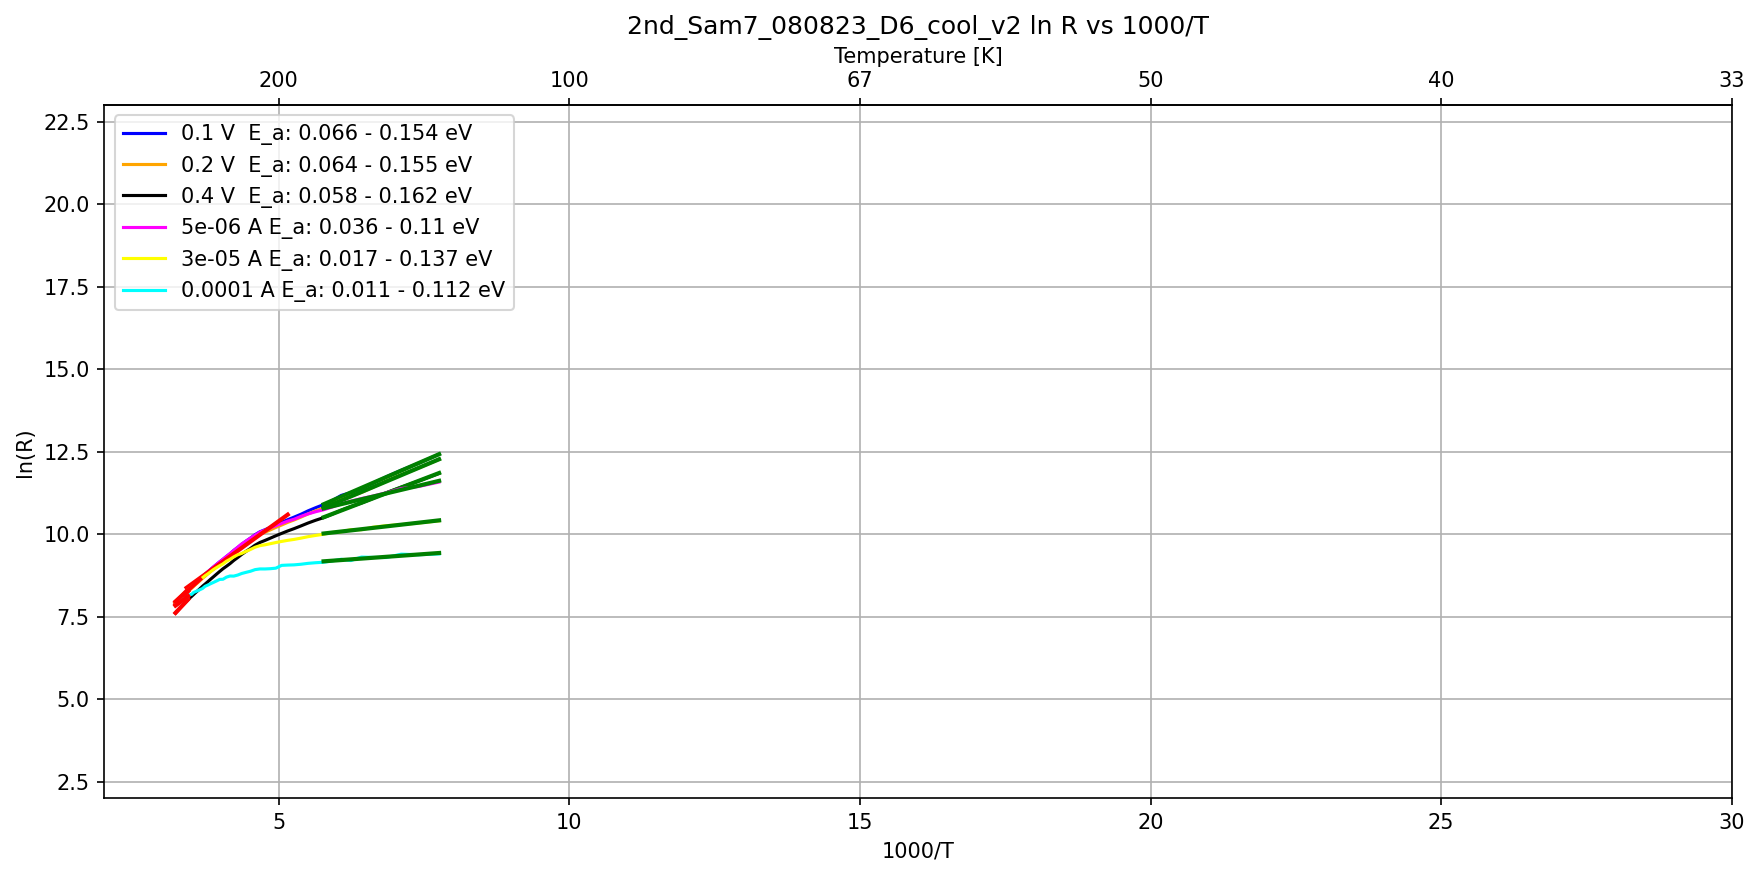 2nd_Sam7_080823_D6_cool_v2 ln R vs 1000/T
Temperature [K]
200 100 67 50 40 33
0.1 V  E_a: 0.066 - 0.154 eV
0.2 V  E_a: 0.064 - 0.155 eV
0.4 V  E_a: 0.058 - 0.162 eV
5e-06 A E_a: 0.036 - 0.11 eV
3e-05 A E_a: 0.017 - 0.137 eV
0.0001 A E_a: 0.011 - 0.112 eV
22.5
20.0
17.5
15.0
12.5
10.0
7.5
5.0
2.5
ln(R)
5 10 15 20 25 30
1000/T